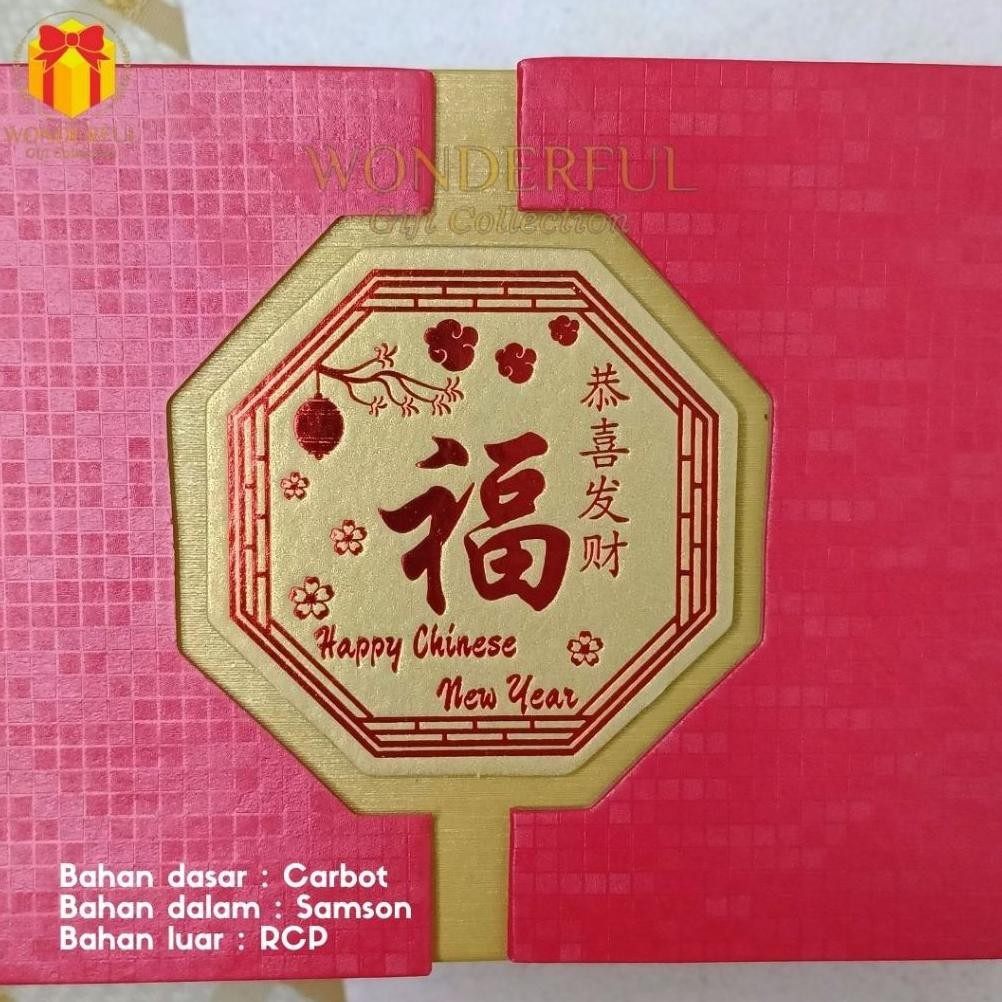 WONDERFUL
Gift Collection
WONDERFUL
Gift Collection
恭喜发财
福
Happy Chinese
New Year
Bahan dasar : Carbot
Bahan dalam : Samson
Bahan luar : RCP